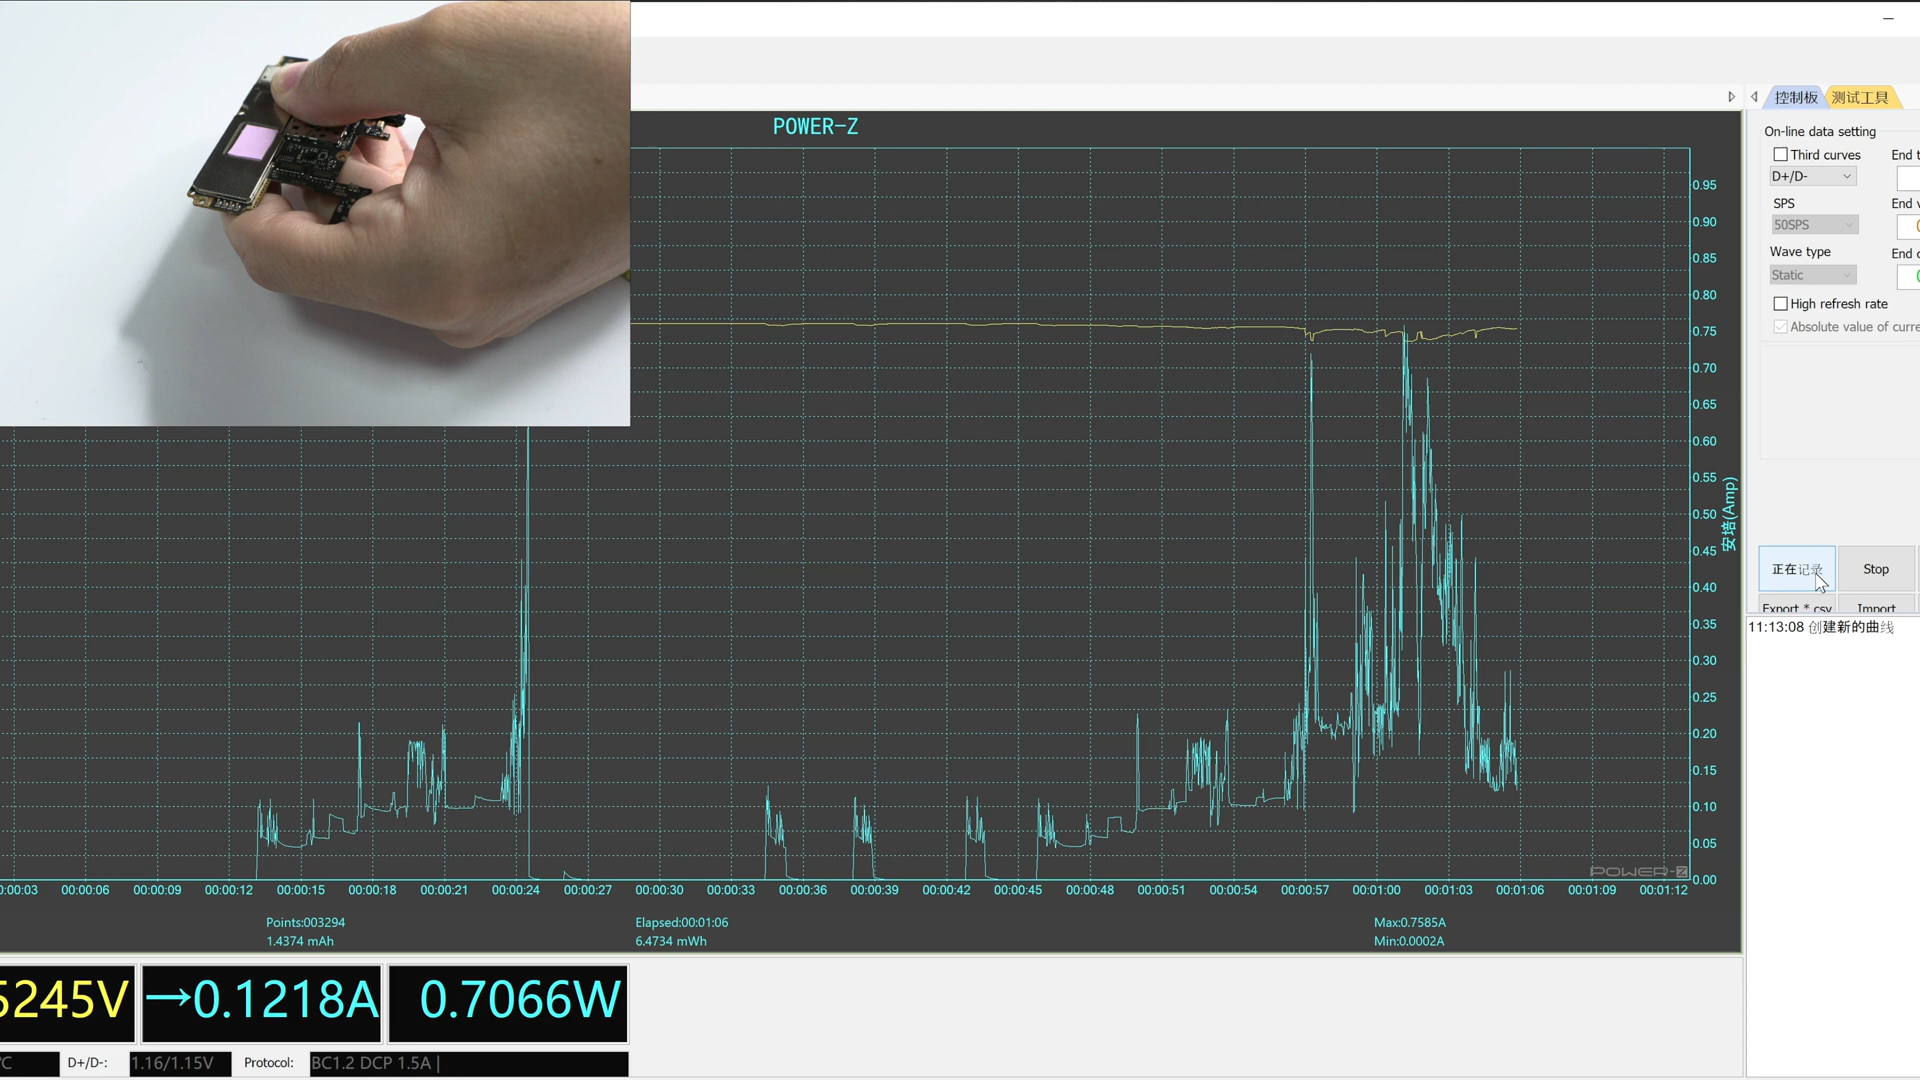 POWER-Z
控制板 测试工具
On-line data setting
Third curves
End t
D+/D-
SPS
End v
50SPS
Wave type
End c
Static
High refresh rate
Absolute value of curre
正在记录
Stop
Export *.csv
Import
11:13:08 创建新的曲线
0.95
0.90
0.85
0.80
0.75
0.70
0.65
0.60
0.55
0.50
0.45
0.40
0.35
0.30
0.25
0.20
0.15
0.10
0.05
0.00
安培(Amp)
POWER-Z
0:00:03 00:00:06 00:00:09 00:00:12 00:00:15 00:00:18 00:00:21 00:00:24 00:00:27 00:00:30 00:00:33 00:00:36 00:00:39 00:00:42 00:00:45 00:00:48 00:00:51 00:00:54 00:00:57 00:01:00 00:01:03 00:01:06 00:01:09 00:01:12
Points:003294
1.4374 mAh
Elapsed:00:01:06
6.4734 mWh
Max:0.7585A
Min:0.0002A
5245V →0.1218A 0.7066W
°C D+/D-: 1.16/1.15V Protocol: BC1.2 DCP 1.5A |